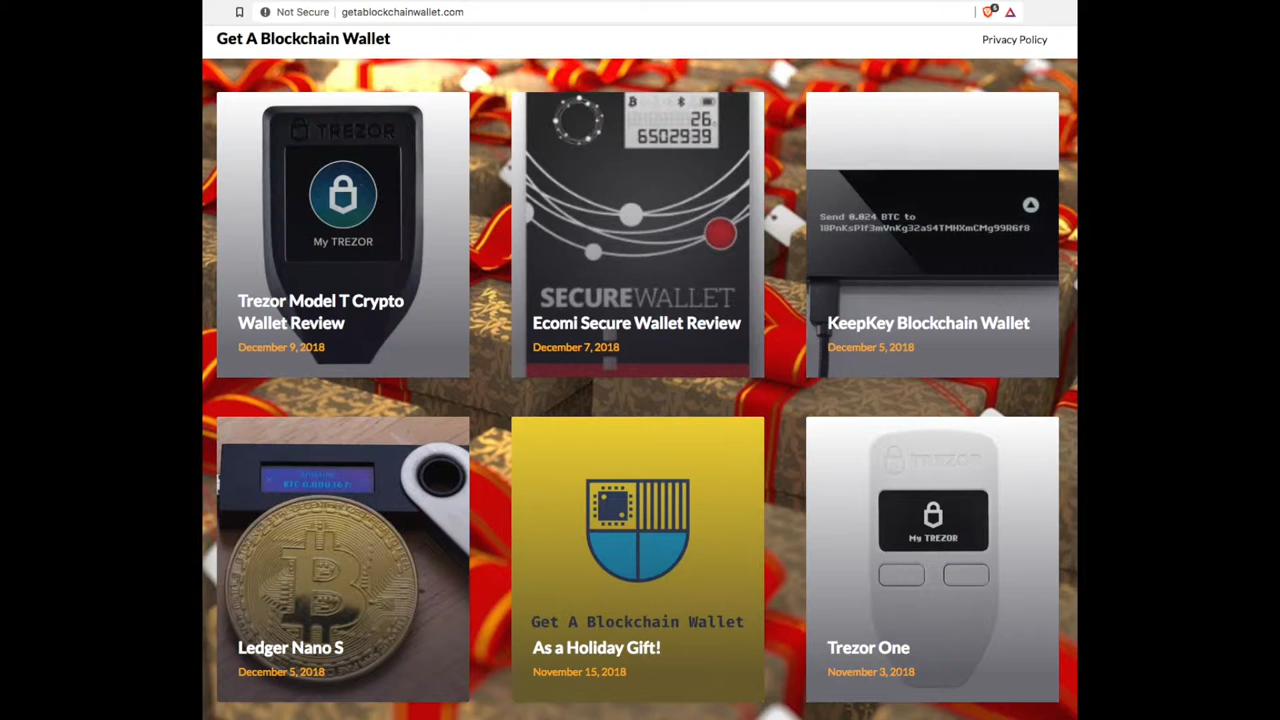 Not Secure getablockchainwallet.com 6
Get A Blockchain Wallet
Privacy Policy
TREZOR
My TREZOR
Trezor Model T Crypto
Wallet Review
December 9, 2018
26
6502939
SECUREWALLET
Ecomi Secure Wallet Review
December 7, 2018
Send 0.024 BTC to
KeepKey Blockchain Wallet
December 5, 2018
Ledger Nano S
December 5, 2018
Get A Blockchain Wallet
As a Holiday Gift!
November 15, 2018
TREZOR
My TREZOR
Trezor One
November 3, 2018